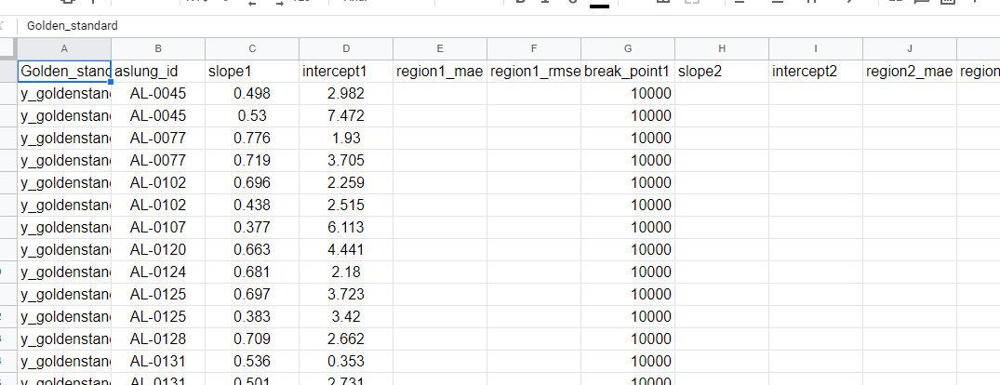 Golden_standard
A B C D E F G H I J
Golden_stand aslung_id slope1 intercept1 region1_mae region1_rmse break_point1 slope2 intercept2 region2_mae region
y_goldenstan AL-0045 0.498 2.982 10000
y_goldenstan AL-0045 0.53 7.472 10000
y_goldenstan AL-0077 0.776 1.93 10000
y_goldenstan AL-0077 0.719 3.705 10000
y_goldenstan AL-0102 0.696 2.259 10000
y_goldenstan AL-0102 0.438 2.515 10000
y_goldenstan AL-0107 0.377 6.113 10000
y_goldenstan AL-0120 0.663 4.441 10000
y_goldenstan AL-0124 0.681 2.18 10000
y_goldenstan AL-0125 0.697 3.723 10000
y_goldenstan AL-0125 0.383 3.42 10000
y_goldenstan AL-0128 0.709 2.662 10000
y_goldenstan AL-0131 0.536 0.353 10000
y_goldenstan AL-0131 0.501 2.731 10000